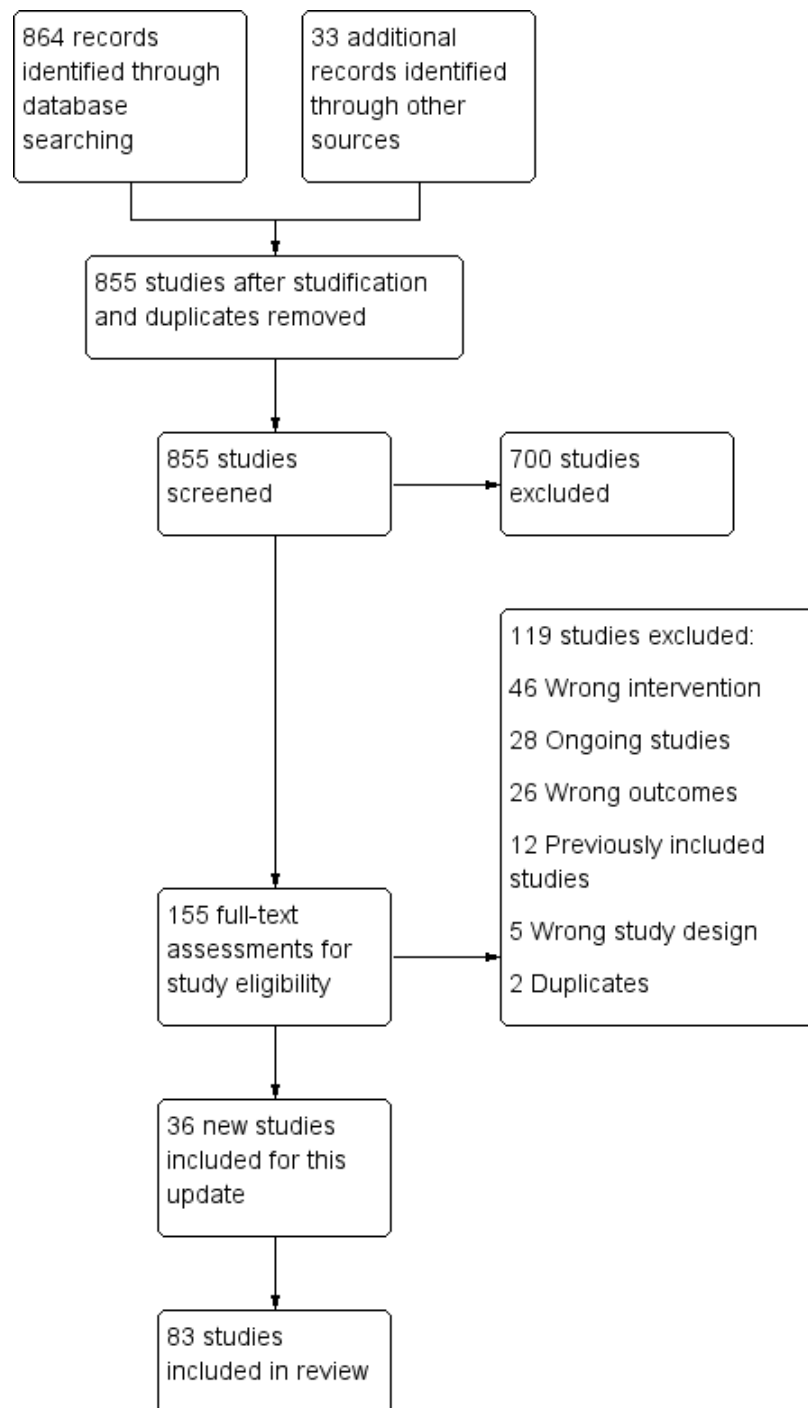 864 records
identified through
database
searching
33 additional
records identified
through other
sources
855 studies after studification
and duplicates removed
855 studies
screened
700 studies
excluded
119 studies excluded:
46 Wrong intervention
28 Ongoing studies
26 Wrong outcomes
12 Previously included
studies
5 Wrong study design
2 Duplicates
155 full-text
assessments for
study eligibility
36 new studies
included for this
update
83 studies
included in review